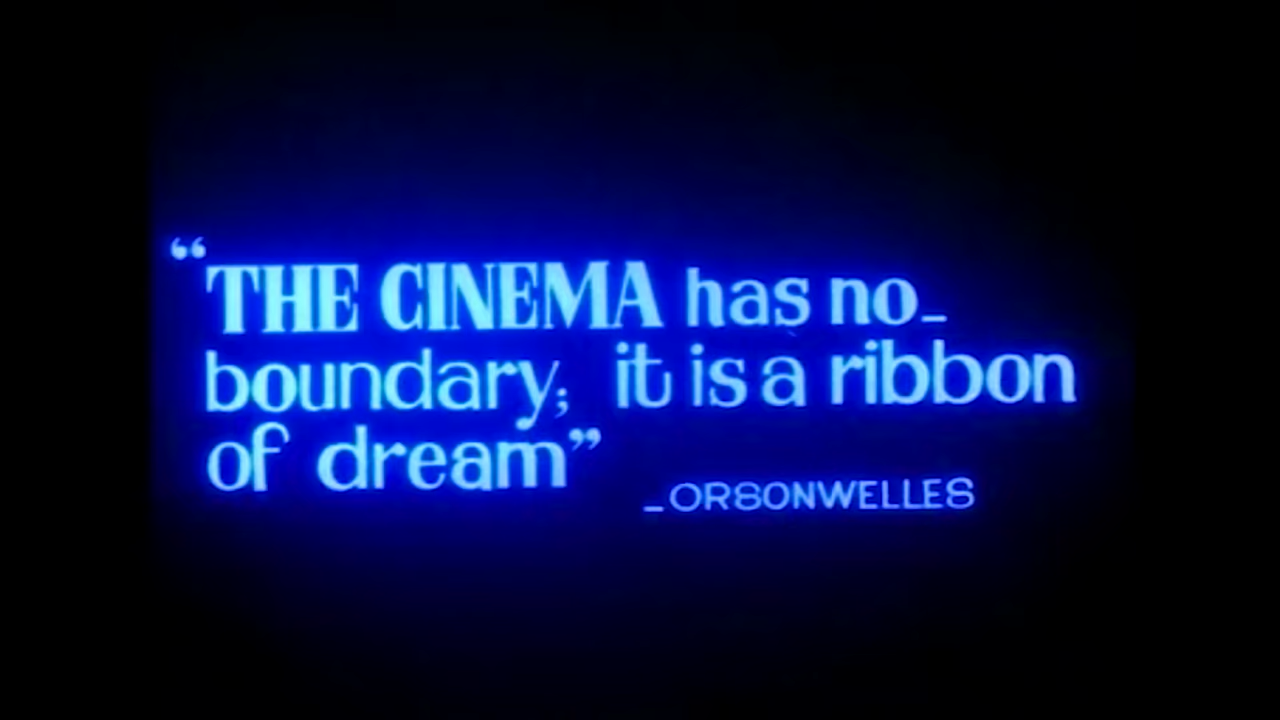 “THE CINEMA has no_
boundary; it is a ribbon
of dream”
_ORSONWELLES